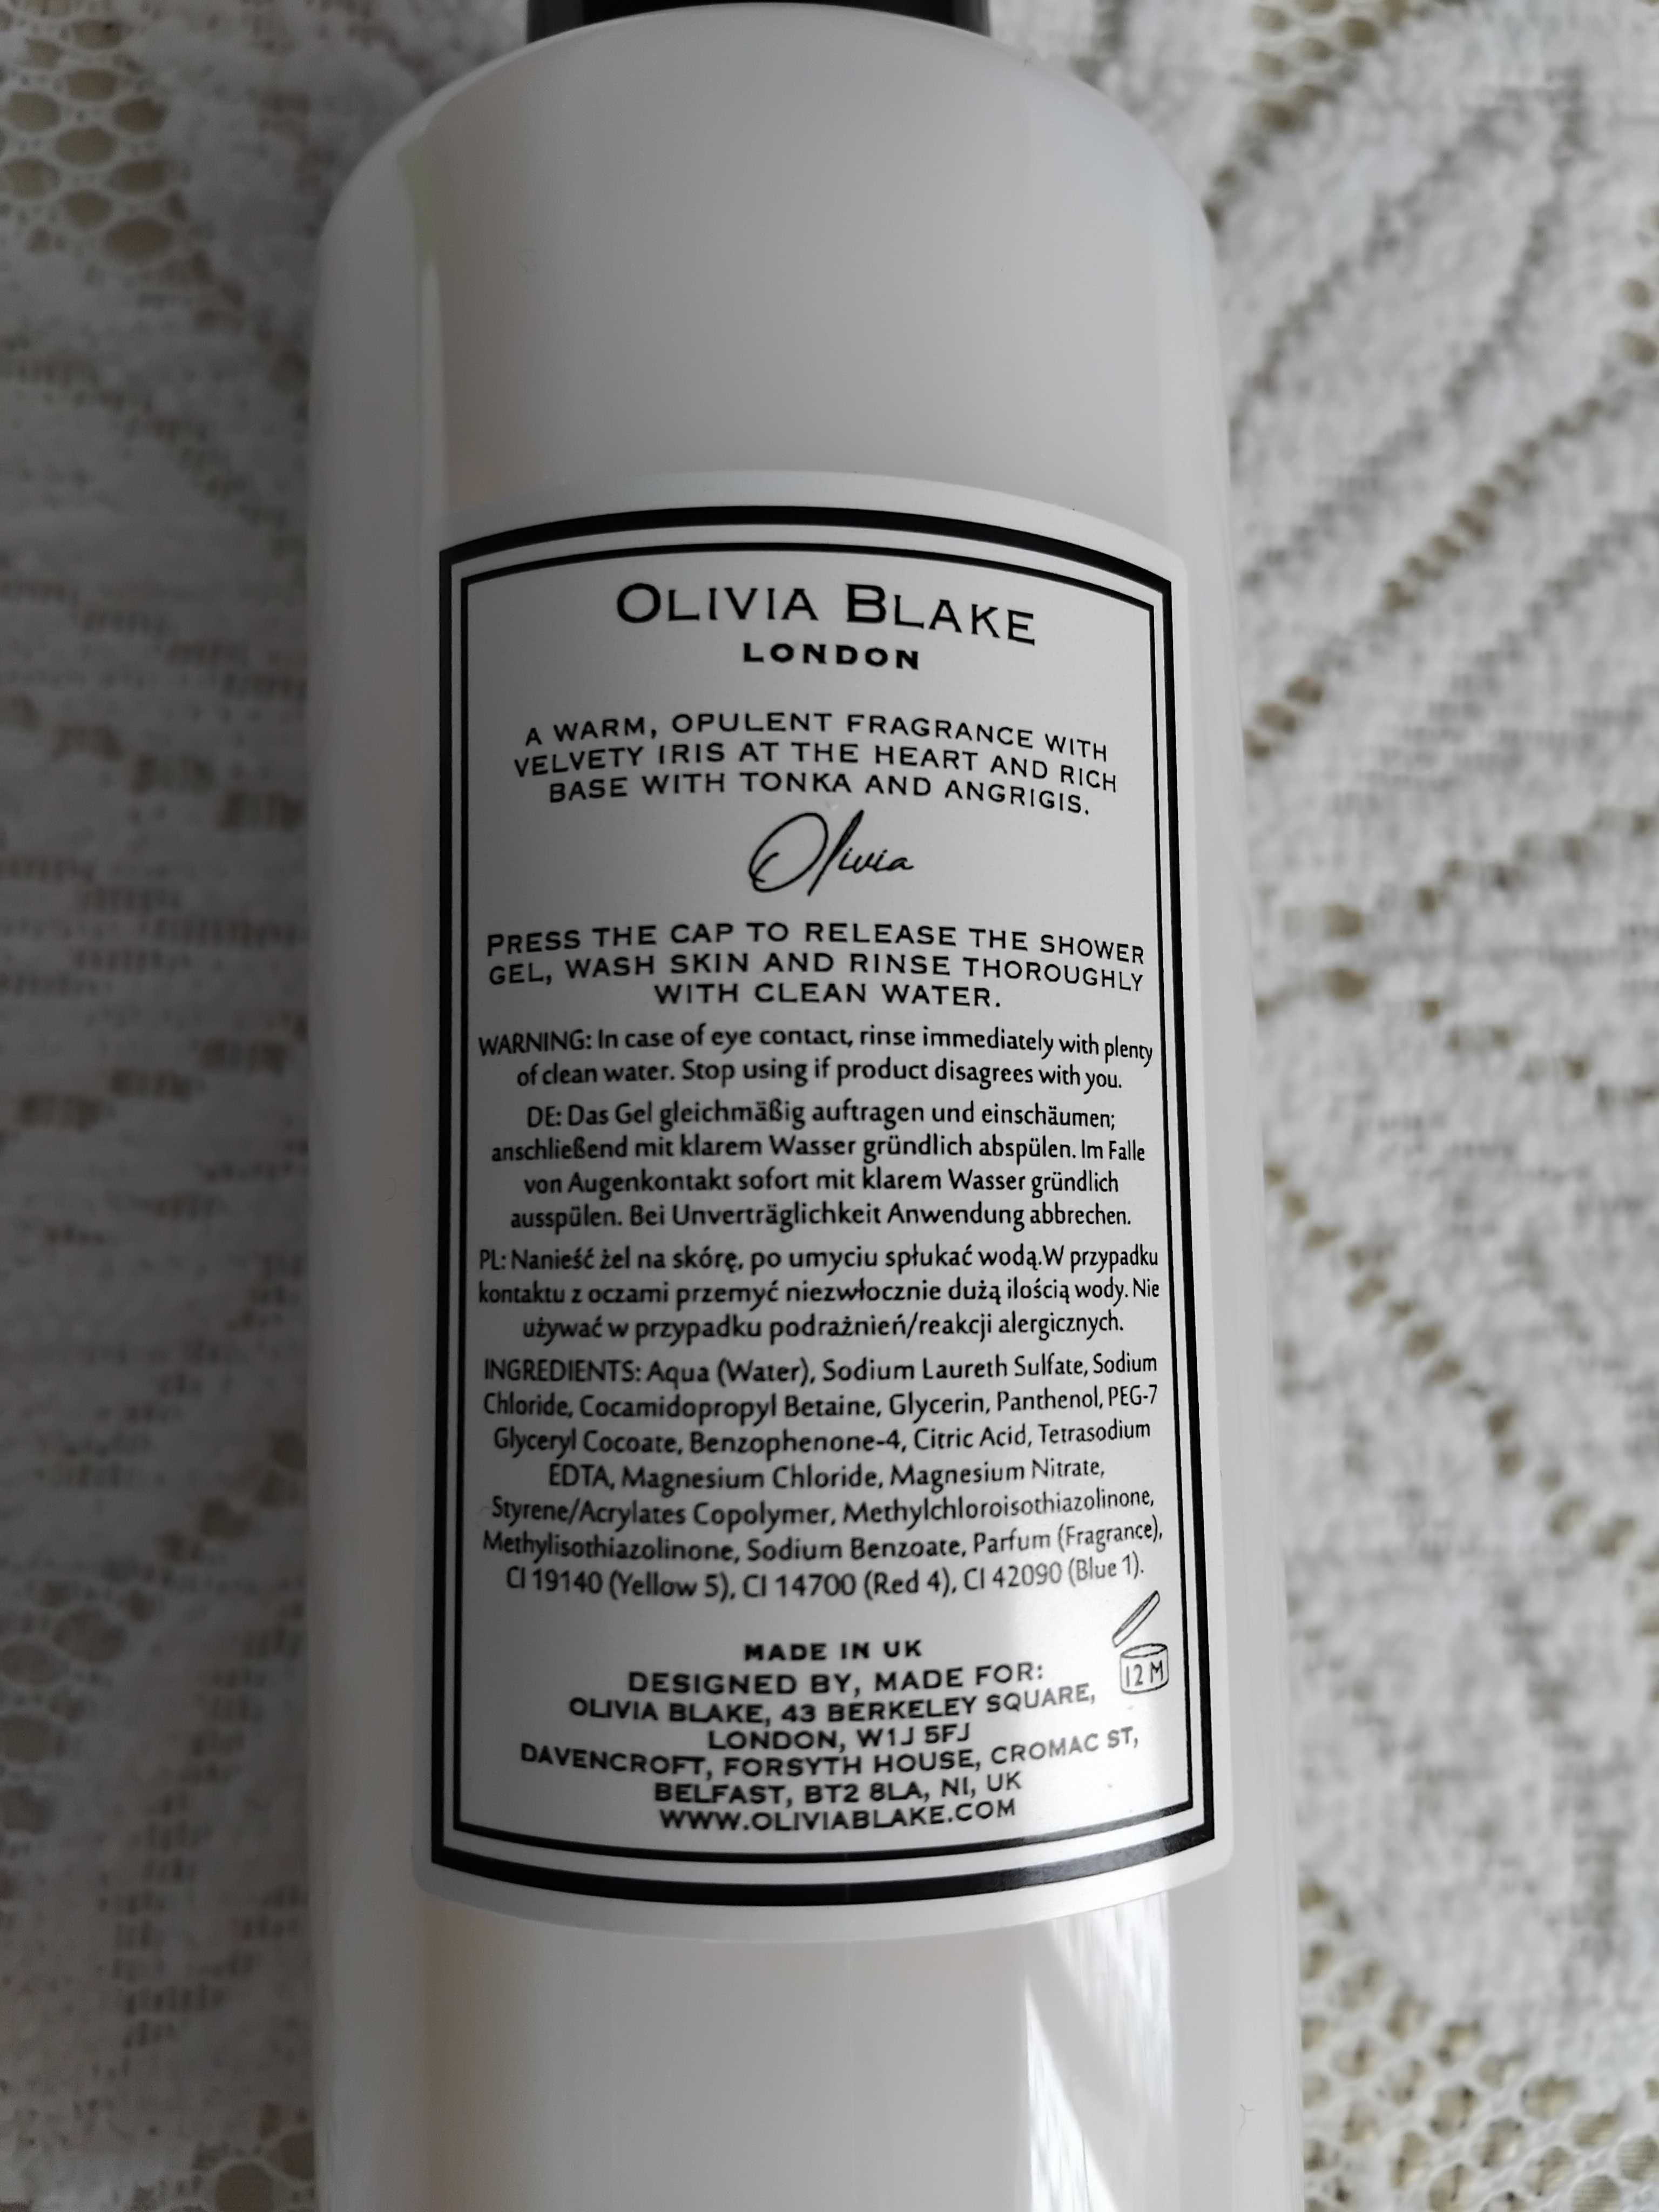 OLIVIA BLAKE
LONDON
A WARM, OPULENT FRAGRANCE WITH
VELVETY IRIS AT THE HEART AND RICH
BASE WITH TONKA AND ANGRIGIS.
Olivia
PRESS THE CAP TO RELEASE THE SHOWER
GEL, WASH SKIN AND RINSE THOROUGHLY
WITH CLEAN WATER.
WARNING: In case of eye contact, rinse immediately with plenty
of clean water. Stop using if product disagrees with you.
DE: Das Gel gleichmäßig auftragen und einschäumen;
anschließend mit klarem Wasser gründlich abspülen. Im Falle
von Augenkontakt sofort mit klarem Wasser gründlich
ausspülen. Bei Unverträglichkeit Anwendung abbrechen.
PL: Nanieść żel na skórę, po umyciu spłukać wodą.W przypadku
kontaktu z oczami przemyć niezwłocznie dużą ilością wody. Nie
używać w przypadku podrażnień/reakcji alergicznych.
INGREDIENTS: Aqua (Water), Sodium Laureth Sulfate, Sodium
Chloride, Cocamidopropyl Betaine, Glycerin, Panthenol, PEG-7
Glyceryl Cocoate, Benzophenone-4, Citric Acid, Tetrasodium
EDTA, Magnesium Chloride, Magnesium Nitrate,
Styrene/Acrylates Copolymer, Methylchloroisothiazolinone,
Methylisothiazolinone, Sodium Benzoate, Parfum (Fragrance),
CI 19140 (Yellow 5), CI 14700 (Red 4), CI 42090 (Blue 1).
12 M
MADE IN UK
DESIGNED BY, MADE FOR:
OLIVIA BLAKE, 43 BERKELEY SQUARE,
LONDON, W1J 5FJ
DAVENCROFT, FORSYTH HOUSE, CROMAC ST,
BELFAST, BT2 8LA, NI, UK
WWW.OLIVIABLAKE.COM